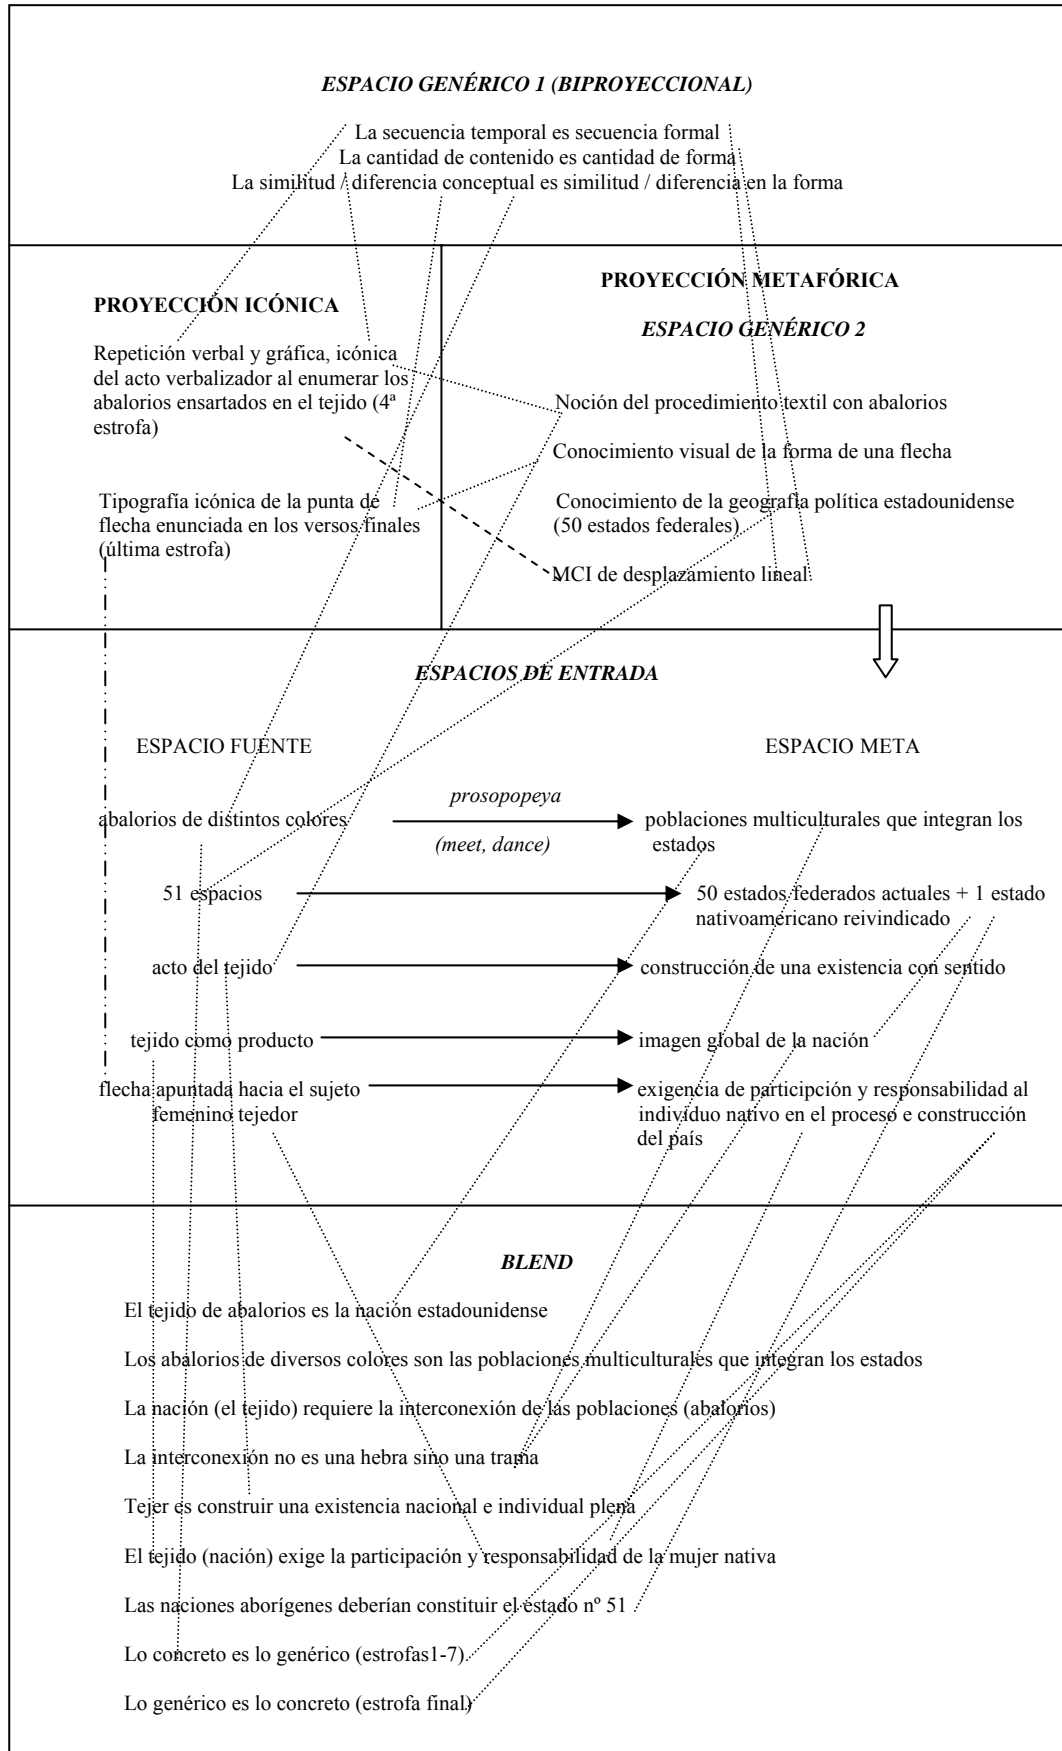 ESPACIO GENÉRICO 1 (BIPROYECCIONAL)
La secuencia temporal es secuencia formal
La cantidad de contenido es cantidad de forma
La similitud / diferencia conceptual es similitud / diferencia en la forma
PROYECCIÓN ICÓNICA
Repetición verbal y gráfica, icónica
del acto verbalizador al enumerar los
abalorios ensartados en el tejido (4ª
estrofa)
Tipografía icónica de la punta de
flecha enunciada en los versos finales
(última estrofa)
PROYECCIÓN METAFÓRICA
ESPACIO GENÉRICO 2
Noción del procedimiento textil con abalorios
Conocimiento visual de la forma de una flecha
Conocimiento de la geografía política estadounidense
(50 estados federales)
MCI de desplazamiento lineal
ESPACIOS DE ENTRADA
ESPACIO FUENTE
ESPACIO META
abalorios de distintos colores
prosopopeya
(meet, dance)
poblaciones multiculturales que integran los
estados
51 espacios
50 estados federados actuales + 1 estado
nativoamericano reivindicado
acto del tejido
construcción de una existencia con sentido
tejido como producto
imagen global de la nación
flecha apuntada hacia el sujeto
femenino tejedor
exigencia de participción y responsabilidad al
individuo nativo en el proceso e construcción
del país
BLEND
El tejido de abalorios es la nación estadounidense
Los abalorios de diversos colores son las poblaciones multiculturales que integran los estados
La nación (el tejido) requiere la interconexión de las poblaciones (abalorios)
La interconexión no es una hebra sino una trama
Tejer es construir una existencia nacional e individual plena
El tejido (nación) exige la participación y responsabilidad de la mujer nativa
Las naciones aborígenes deberían constituir el estado nº 51
Lo concreto es lo genérico (estrofas1-7)
Lo genérico es lo concreto (estrofa final)